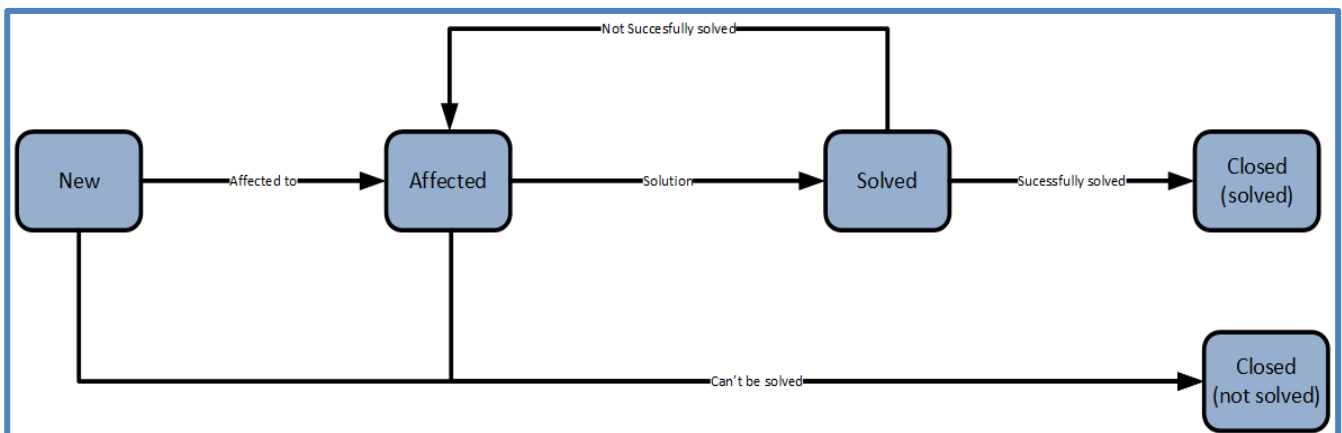 Not Succesfully solved
New
Affected to
Affected
Solution
Solved
Sucessfully solved
Closed
(solved)
Can't be solved
Closed
(not solved)